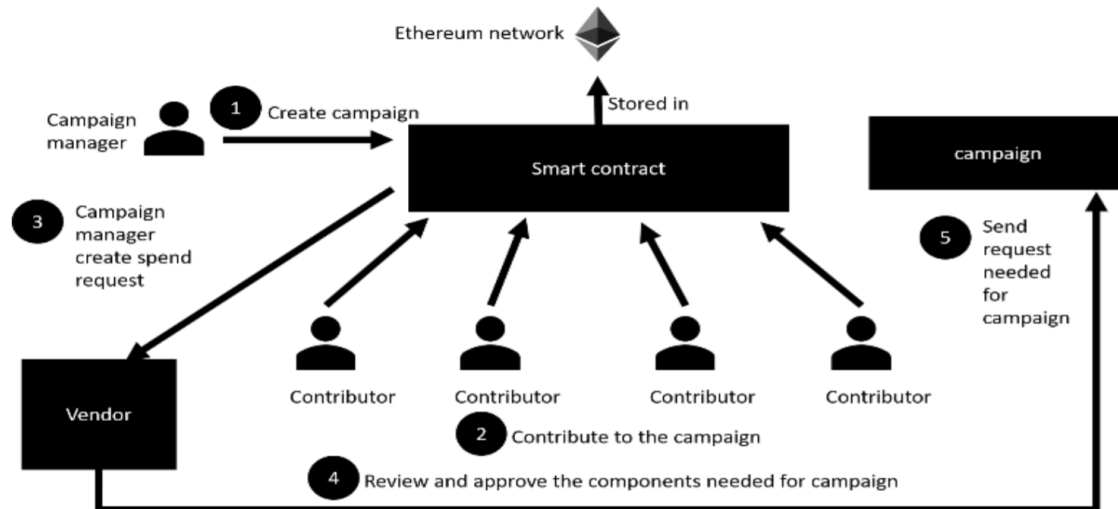 Ethereum network
Stored in
Campaign
manager
1
Create campaign
Smart contract
campaign
3
Campaign
manager
create spend
request
5
Send
request
needed
for
campaign
Vendor
Contributor
Contributor
Contributor
Contributor
2
Contribute to the campaign
4
Review and approve the components needed for campaign